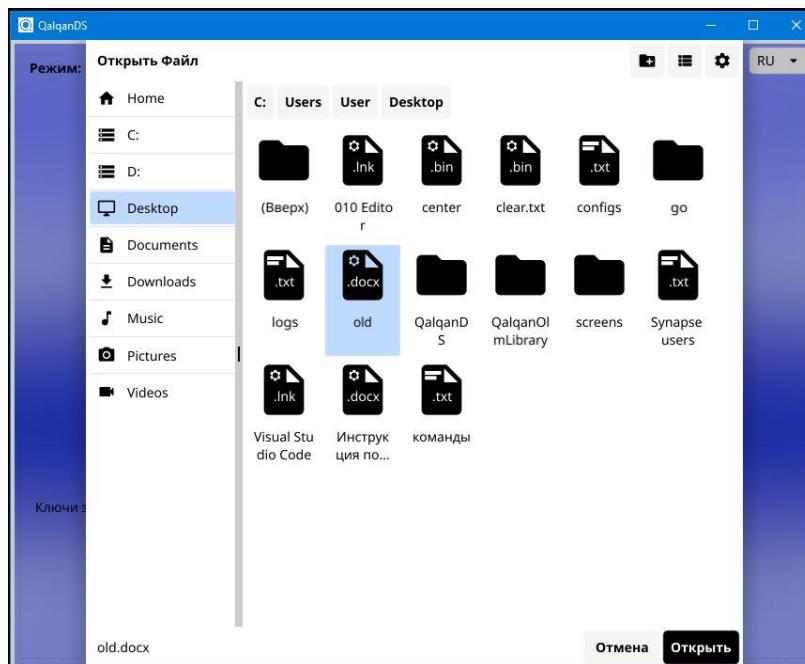 QalqanDS
Режим:
Открыть Файл
RU
Home
C:
D:
Desktop
Documents
Downloads
Music
Pictures
Videos
C: Users User Desktop
(Вверх)
.lnk
010 Edito
r
.bin
center
.bin
clear.txt
.txt
configs
go
.txt
logs
.docx
old
QalqanD
S
QalqanOl
mLibrary
screens
.txt
Synapse
users
.lnk
Visual Stu
dio Code
.docx
Инструк
ция по...
.txt
команды
Ключи з
old.docx
Отмена
Открыть